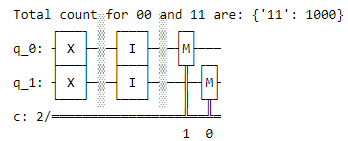 Total count for 00 and 11 are: {'11': 1000}
q_0: X I M
q_1: X I M
c: 2/
1 0